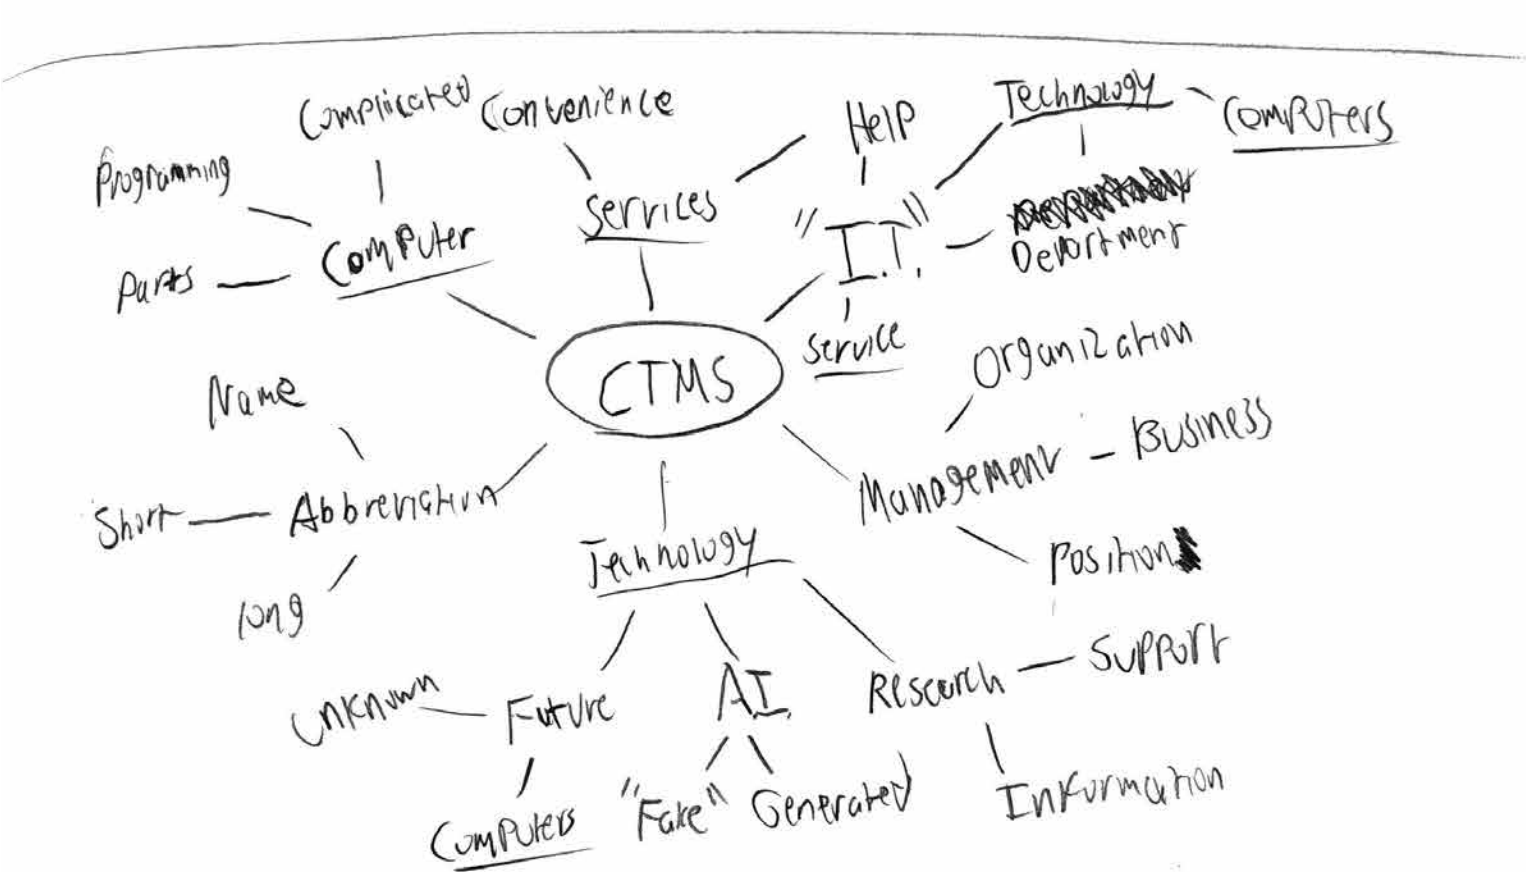 Complicated
Convenience
Help
Technology
Computers
Programming
Services
"I.T."
Department
Computer
Parts
Service
Organization
CTMS
Name
Business
Management
Short
Abbreviation
Technology
Position
long
Support
Unknown
Future
A.I.
Research
Computers
"Fake"
Generated
Information